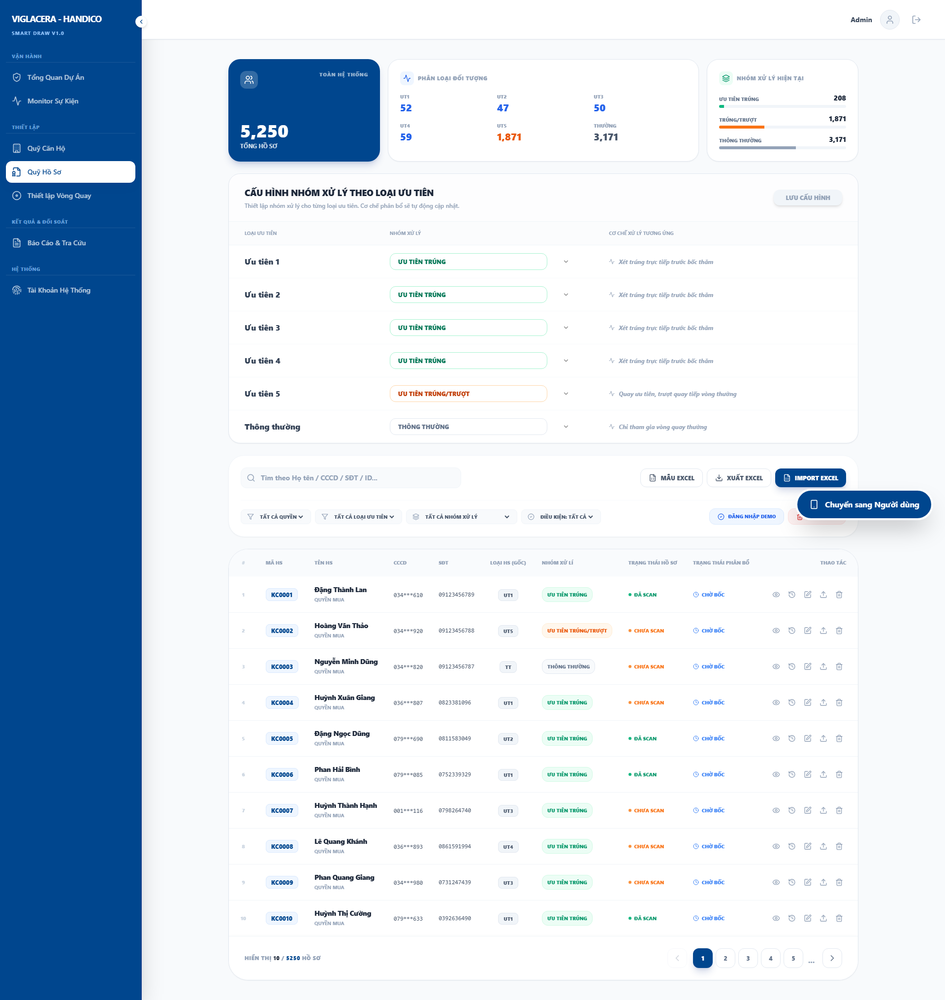 VIGLACERA - HANDICO
SMART DRAW V1.0
VẬN HÀNH
Tổng Quan Dự Án
Monitor Sự Kiện
THIẾT LẬP
Quỹ Căn Hộ
Quỹ Hồ Sơ
Thiết lập Vòng Quay
KẾT QUẢ & ĐỐI SOÁT
Báo Cáo & Tra Cứu
HỆ THỐNG
Tài Khoản Hệ Thống
Admin
TOÀN HỆ THỐNG
5,250
TỔNG HỒ SƠ
PHÂN LOẠI ĐỐI TƯỢNG
UT1 UT2 UT3
52 47 50
UT4 UT5 THƯỜNG
59 1,871 3,171
NHÓM XỬ LÝ HIỆN TẠI
ƯU TIÊN TRÚNG 208
TRÚNG/TRƯỢT 1,871
THÔNG THƯỜNG 3,171
CẤU HÌNH NHÓM XỬ LÝ THEO LOẠI ƯU TIÊN
Thiết lập nhóm xử lý cho từng loại ưu tiên. Cơ chế phân bổ sẽ tự động cập nhật.
LƯU CẤU HÌNH
LOẠI ƯU TIÊN NHÓM XỬ LÝ CƠ CHẾ XỬ LÝ TƯƠNG ỨNG
Ưu tiên 1 ƯU TIÊN TRÚNG Xét trúng trực tiếp trước bốc thăm
Ưu tiên 2 ƯU TIÊN TRÚNG Xét trúng trực tiếp trước bốc thăm
Ưu tiên 3 ƯU TIÊN TRÚNG Xét trúng trực tiếp trước bốc thăm
Ưu tiên 4 ƯU TIÊN TRÚNG Xét trúng trực tiếp trước bốc thăm
Ưu tiên 5 ƯU TIÊN TRÚNG/TRƯỢT Quay ưu tiên, trượt quay tiếp vòng thường
Thông thường THÔNG THƯỜNG Chỉ tham gia vòng quay thường
Tìm theo Họ tên / CCCD / SĐT / ID...
MẪU EXCEL XUẤT EXCEL IMPORT EXCEL
Chuyển sang Người dùng
TẤT CẢ QUYỀN TẤT CẢ LOẠI ƯU TIÊN TẤT CẢ NHÓM XỬ LÝ ĐIỀU KIỆN: TẤT CẢ ĐĂNG NHẬP DEMO
# MÃ HS TÊN HS CCCD SĐT LOẠI HS (GỐC) NHÓM XỬ LÍ TRẠNG THÁI HỒ SƠ TRẠNG THÁI PHÂN BỔ THAO TÁC
1 KC0001 Đặng Thành Lan 034***610 09123456789 UT1 ƯU TIÊN TRÚNG ĐÃ SCAN CHỜ BỐC
QUYỀN MUA
2 KC0002 Hoàng Văn Thảo 034***920 09123456788 UT5 ƯU TIÊN TRÚNG/TRƯỢT CHƯA SCAN CHỜ BỐC
QUYỀN MUA
3 KC0003 Nguyễn Minh Dũng 034***820 09123456787 TT THÔNG THƯỜNG CHƯA SCAN CHỜ BỐC
QUYỀN MUA
4 KC0004 Huỳnh Xuân Giang 036***807 0823381096 UT1 ƯU TIÊN TRÚNG CHƯA SCAN CHỜ BỐC
QUYỀN MUA
5 KC0005 Đặng Ngọc Dũng 079***690 0811583049 UT2 ƯU TIÊN TRÚNG ĐÃ SCAN CHỜ BỐC
QUYỀN MUA
6 KC0006 Phan Hải Bình 079***085 0752339329 UT1 ƯU TIÊN TRÚNG ĐÃ SCAN CHỜ BỐC
QUYỀN MUA
7 KC0007 Huỳnh Thành Hạnh 001***116 0798264740 UT3 ƯU TIÊN TRÚNG CHƯA SCAN CHỜ BỐC
QUYỀN MUA
8 KC0008 Lê Quang Khánh 036***893 0861591994 UT4 ƯU TIÊN TRÚNG CHƯA SCAN CHỜ BỐC
QUYỀN MUA
9 KC0009 Phan Quang Giang 034***980 0731247439 UT3 ƯU TIÊN TRÚNG CHƯA SCAN CHỜ BỐC
QUYỀN MUA
10 KC0010 Huỳnh Thị Cường 079***633 0392636490 UT1 ƯU TIÊN TRÚNG ĐÃ SCAN CHỜ BỐC
QUYỀN MUA
HIỂN THỊ 10 / 5250 HỒ SƠ
1 2 3 4 5 ...